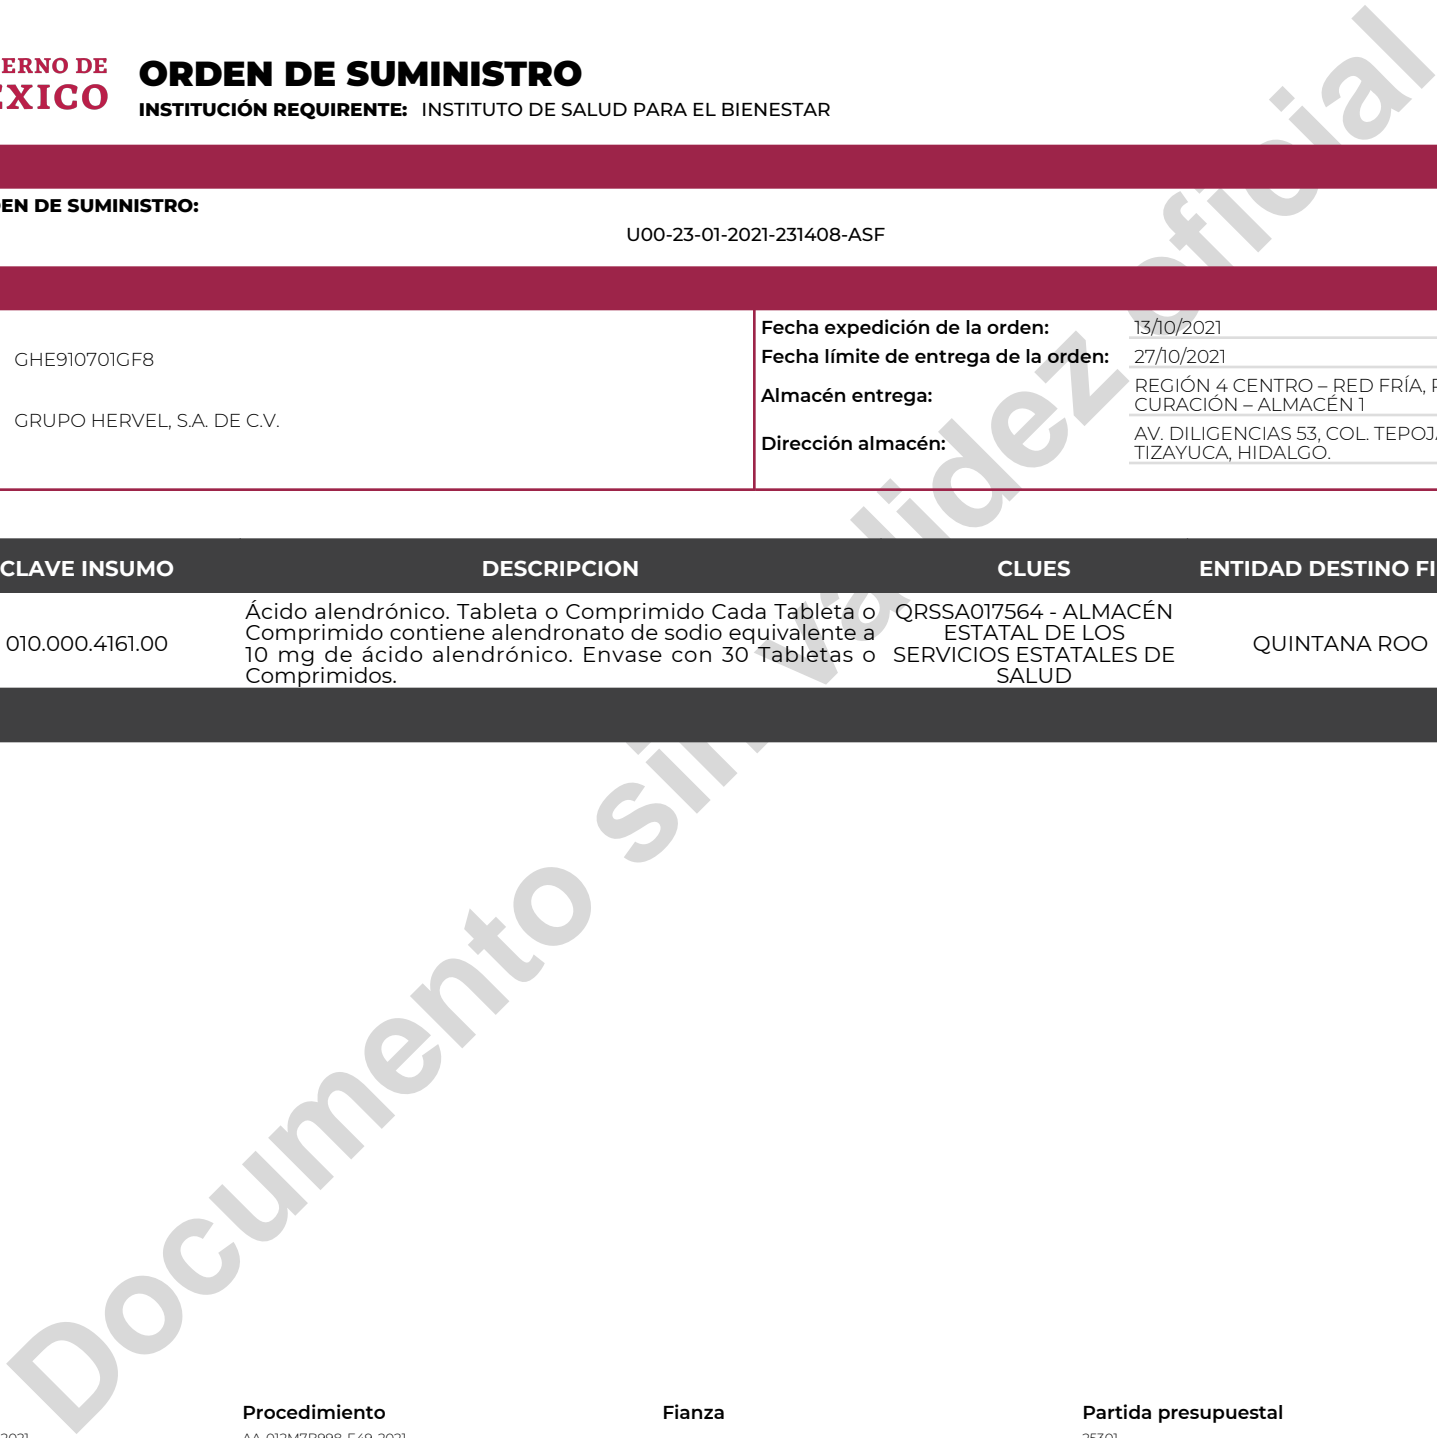 ERNO DE
ÉXICO
ORDEN DE SUMINISTRO
INSTITUCIÓN REQUIRENTE: INSTITUTO DE SALUD PARA EL BIENESTAR
EN DE SUMINISTRO:
U00-23-01-2021-231408-ASF
GHE910701GF8
GRUPO HERVEL, S.A. DE C.V.
Fecha expedición de la orden: 13/10/2021
Fecha límite de entrega de la orden: 27/10/2021
Almacén entrega: REGIÓN 4 CENTRO – RED FRÍA,
CURACIÓN – ALMACÉN 1
Dirección almacén: AV. DILIGENCIAS 53, COL. TEPOJA
TIZAYUCA, HIDALGO.
CLAVE INSUMO DESCRIPCION CLUES ENTIDAD DESTINO FI
010.000.4161.00
Ácido alendrónico. Tableta o Comprimido Cada Tableta o
Comprimido contiene alendronato de sodio equivalente a
10 mg de ácido alendrónico. Envase con 30 Tabletas o
Comprimidos.
QRSSA017564 - ALMACÉN
ESTATAL DE LOS
SERVICIOS ESTATALES DE
SALUD
QUINTANA ROO
Documento sin validez oficial
Procedimiento Fianza Partida presupuestal